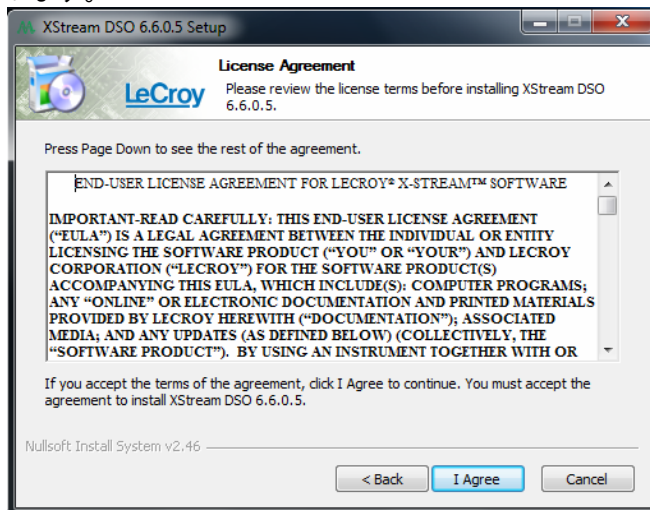 XStream DSO 6.6.0.5 Setup
License Agreement
LeCroy
Please review the license terms before installing XStream DSO
6.6.0.5.
Press Page Down to see the rest of the agreement.
END-USER LICENSE AGREEMENT FOR LECROY® X-STREAM™ SOFTWARE
IMPORTANT-READ CAREFULLY: THIS END-USER LICENSE AGREEMENT
(“EULA”) IS A LEGAL AGREEMENT BETWEEN THE INDIVIDUAL OR ENTITY
LICENSING THE SOFTWARE PRODUCT (“YOU” OR “YOUR”) AND LECROY
CORPORATION (“LECROY”) FOR THE SOFTWARE PRODUCT(S)
ACCOMPANYING THIS EULA, WHICH INCLUDE(S): COMPUTER PROGRAMS;
ANY “ONLINE” OR ELECTRONIC DOCUMENTATION AND PRINTED MATERIALS
PROVIDED BY LECROY HEREWITH (“DOCUMENTATION”); ASSOCIATED
MEDIA; AND ANY UPDATES (AS DEFINED BELOW) (COLLECTIVELY, THE
“SOFTWARE PRODUCT”). BY USING AN INSTRUMENT TOGETHER WITH OR
If you accept the terms of the agreement, click I Agree to continue. You must accept the
agreement to install XStream DSO 6.6.0.5.
Nullsoft Install System v2.46
< Back
I Agree
Cancel